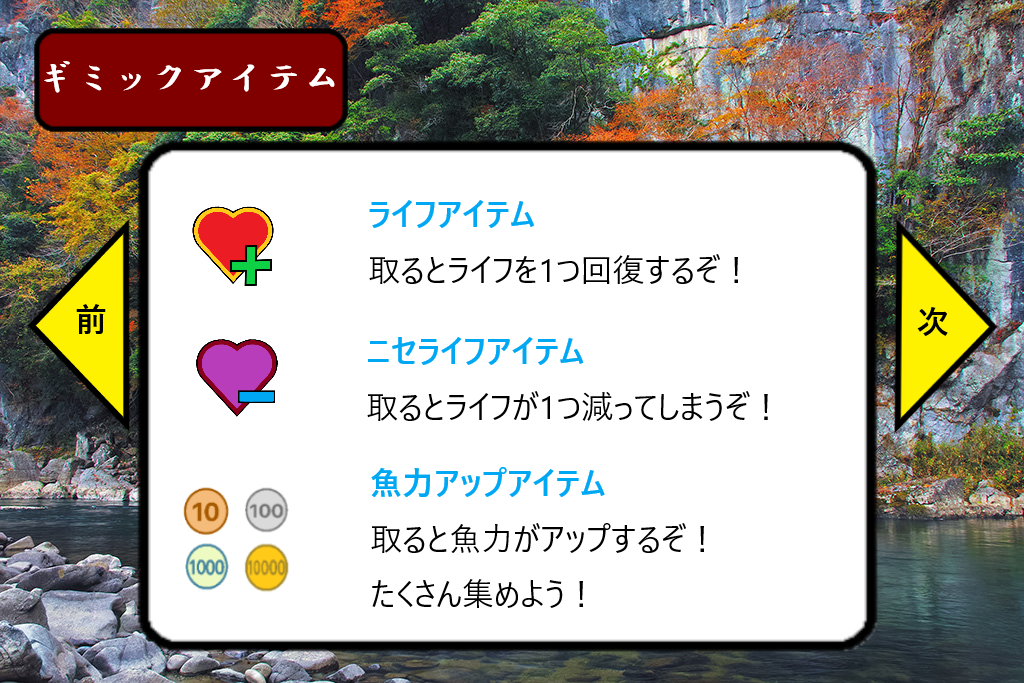 ギミックアイテム
ライフアイテム
取るとライフを1つ回復するぞ！
ニセライフアイテム
取るとライフが1つ減ってしまうぞ！
前
次
魚力アップアイテム
取ると魚力がアップするぞ！
たくさん集めよう！
10
100
1000
10000